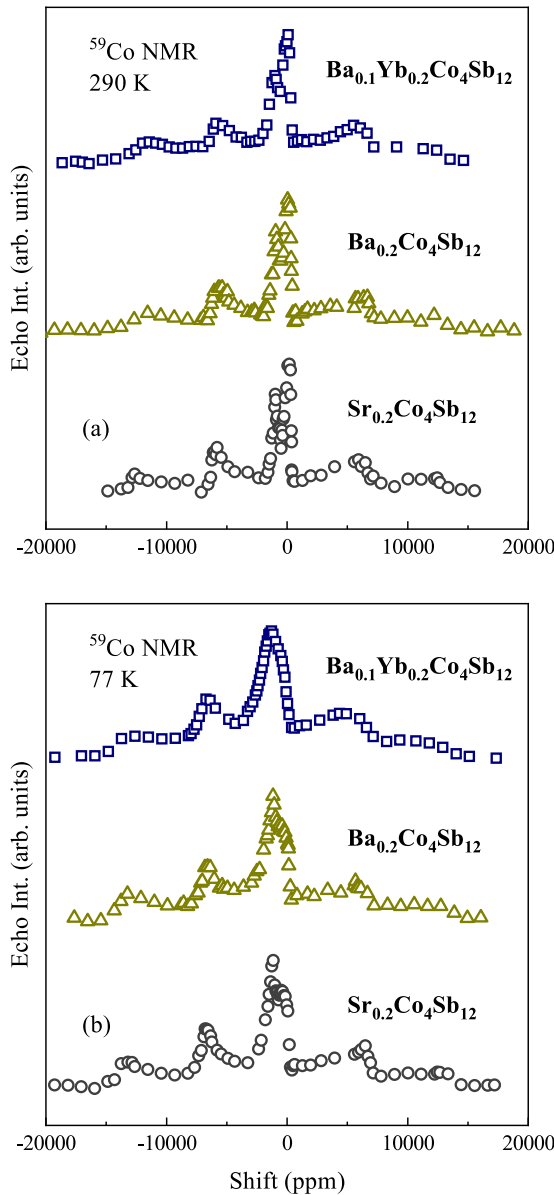 ⁵⁹Co NMR
290 K
Ba₀.₁Yb₀.₂Co₄Sb₁₂
Ba₀.₂Co₄Sb₁₂
Sr₀.₂Co₄Sb₁₂
(a)
Echo Int. (arb. units)
-20000 -10000 0 10000 20000
⁵⁹Co NMR
77 K
Ba₀.₁Yb₀.₂Co₄Sb₁₂
Ba₀.₂Co₄Sb₁₂
Sr₀.₂Co₄Sb₁₂
(b)
Echo Int. (arb. units)
-20000 -10000 0 10000 20000
Shift (ppm)